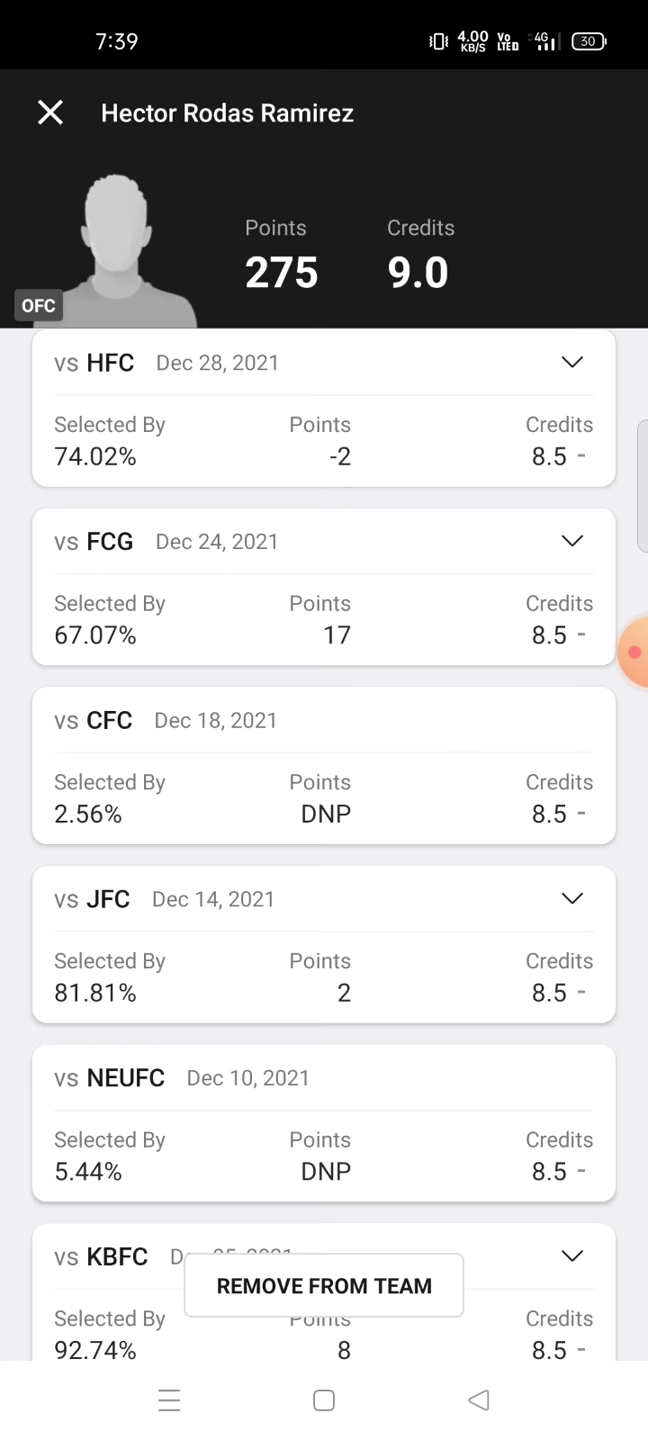 7:39
4.00 KB/S
Vo LTE
4G
30
Hector Rodas Ramirez
Points
Credits
275
9.0
OFC
vs HFC Dec 28, 2021
Selected By Points Credits
74.02% -2 8.5 -
vs FCG Dec 24, 2021
Selected By Points Credits
67.07% 17 8.5 -
vs CFC Dec 18, 2021
Selected By Points Credits
2.56% DNP 8.5 -
vs JFC Dec 14, 2021
Selected By Points Credits
81.81% 2 8.5 -
vs NEUFC Dec 10, 2021
Selected By Points Credits
5.44% DNP 8.5 -
vs KBFC
REMOVE FROM TEAM
Selected By Points Credits
92.74% 8 8.5 -